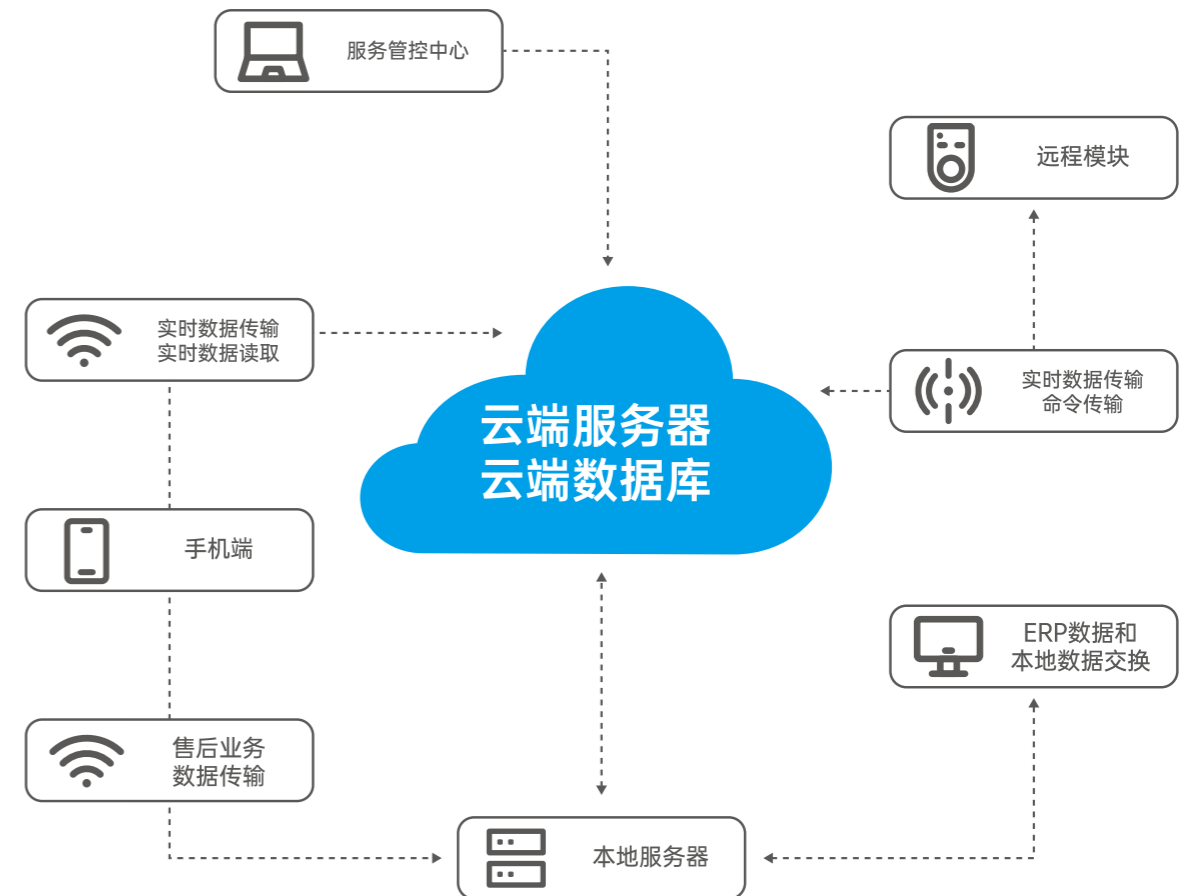 服务管控中心
远程模块
实时数据传输
实时数据读取
实时数据传输
命令传输
云端服务器
云端数据库
手机端
ERP数据和
本地数据交换
售后业务
数据传输
本地服务器